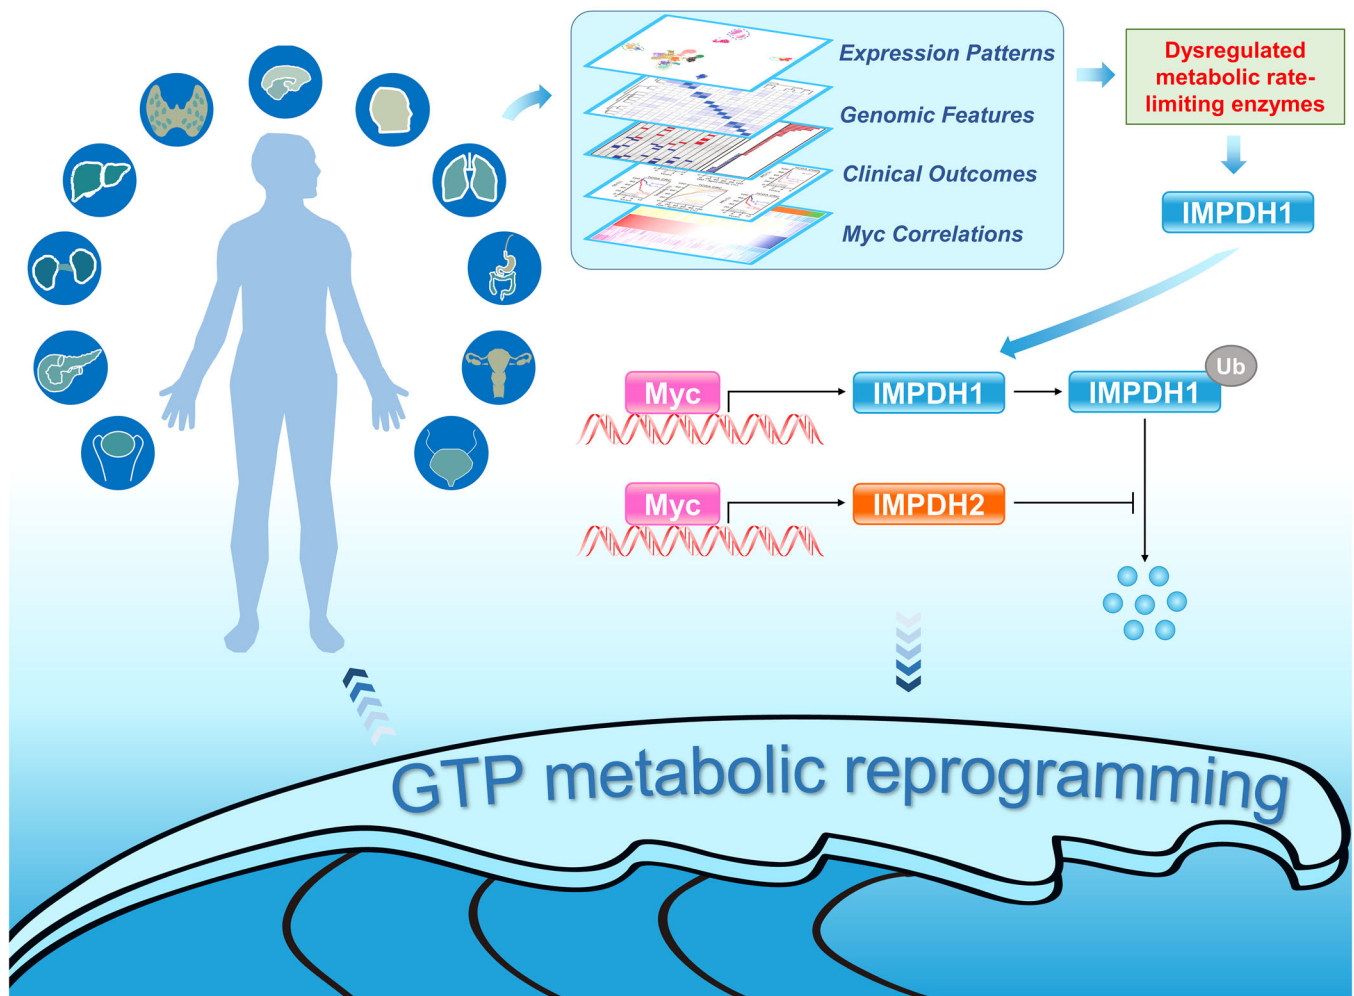 Expression Patterns
Genomic Features
Clinical Outcomes
Myc Correlations
Dysregulated
metabolic rate-
limiting enzymes
IMPDH1
Myc
IMPDH1
IMPDH1
Ub
Myc
IMPDH2
GTP metabolic reprogramming